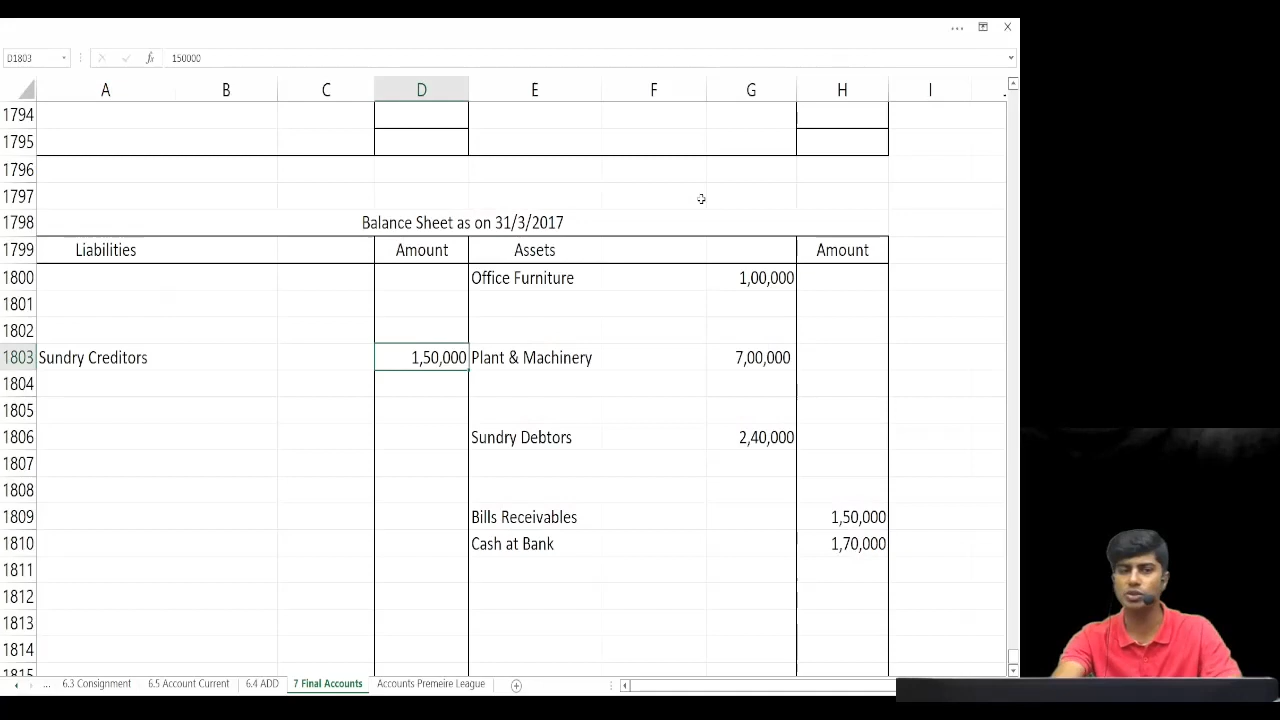 D1803 fx 150000
A B C D E F G H I
1794
1795
1796
1797
1798 Balance Sheet as on 31/3/2017
1799 Liabilities Amount Assets Amount
1800 Office Furniture 1,00,000
1801
1802
1803 Sundry Creditors 1,50,000 Plant & Machinery 7,00,000
1804
1805
1806 Sundry Debtors 2,40,000
1807
1808
1809 Bills Receivables 1,50,000
1810 Cash at Bank 1,70,000
1811
1812
1813
1814
1815
... 6.3 Consignment 6.5 Account Current 6.4 ADD 7 Final Accounts Accounts Premeire League